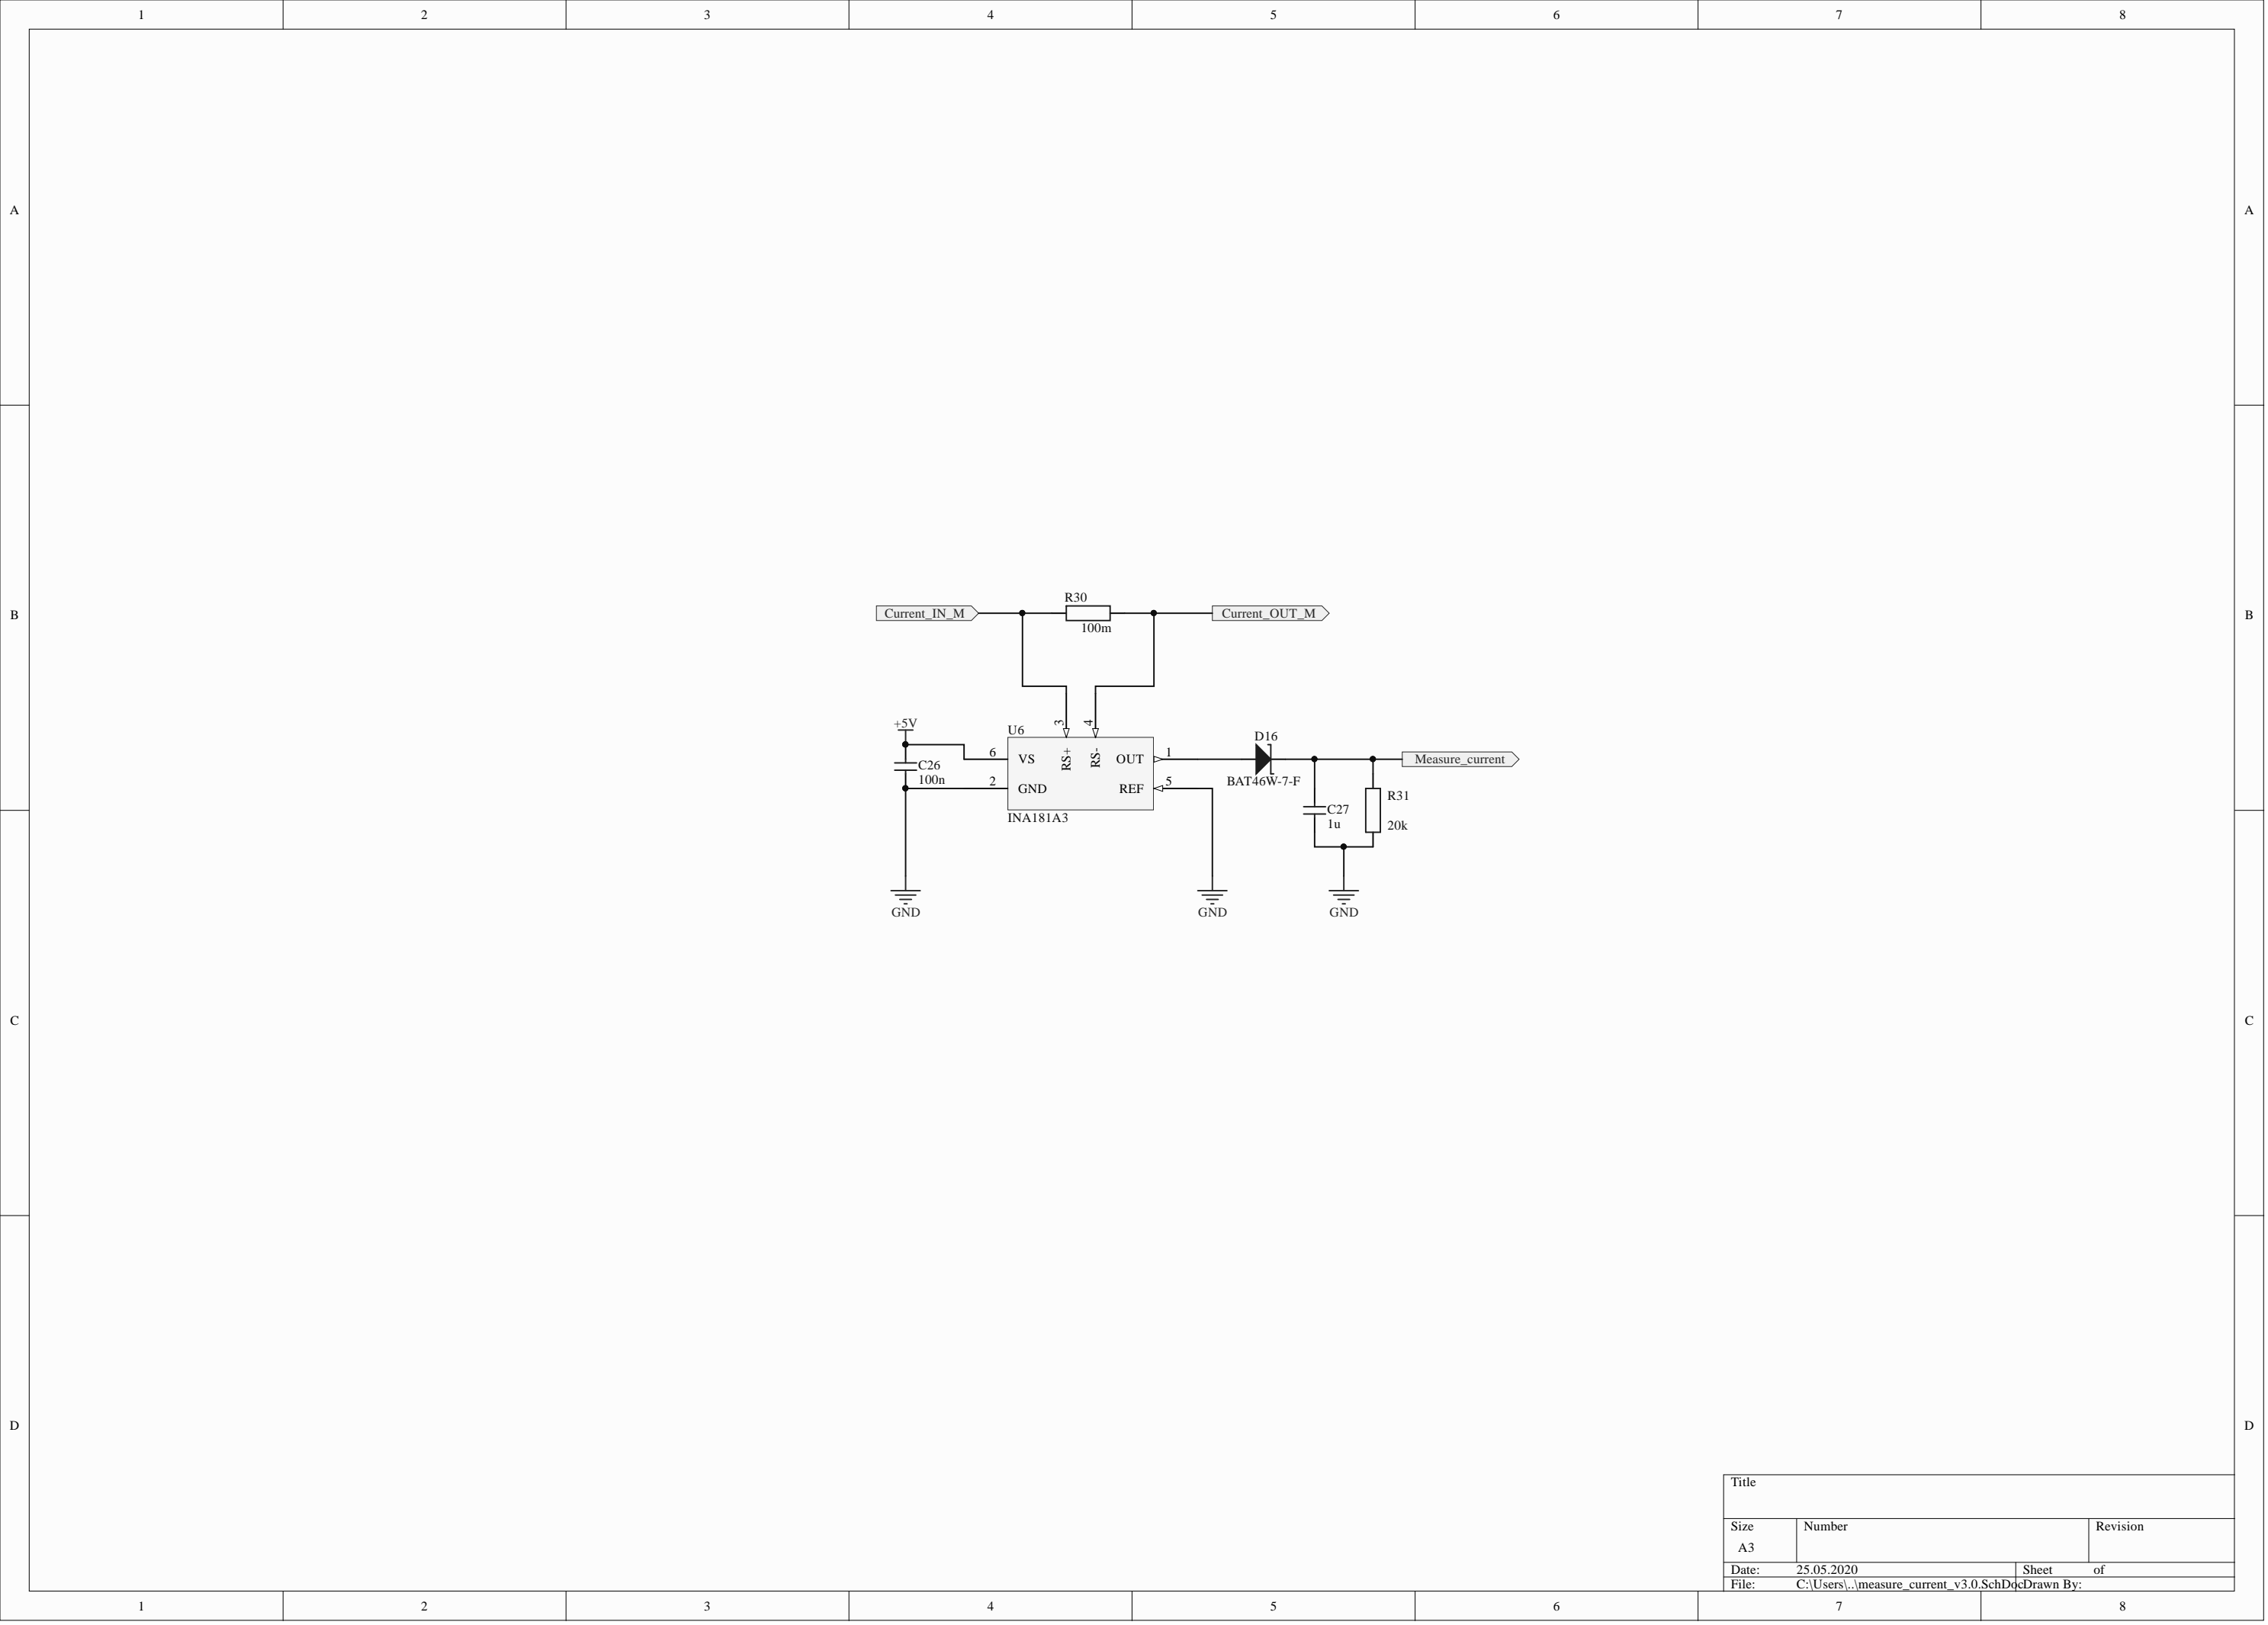 1 2 3 4 5 6 7 8
A A
R30
B Current_IN_M Current_OUT_M B
100m
+5V
U6
3 4
D16
6 VS RS+ RS- OUT 1 Measure_current
C26
100n
BAT46W-7-F
2 GND REF 5
R31
C27
INA181A3
1u 20k
GND GND GND
C C
D D
Title
Size Number Revision
A3
Date: 25.05.2020 Sheet of
File: C:\Users\..\measure_current_v3.0.SchDoc Drawn By:
1 2 3 4 5 6 7 8